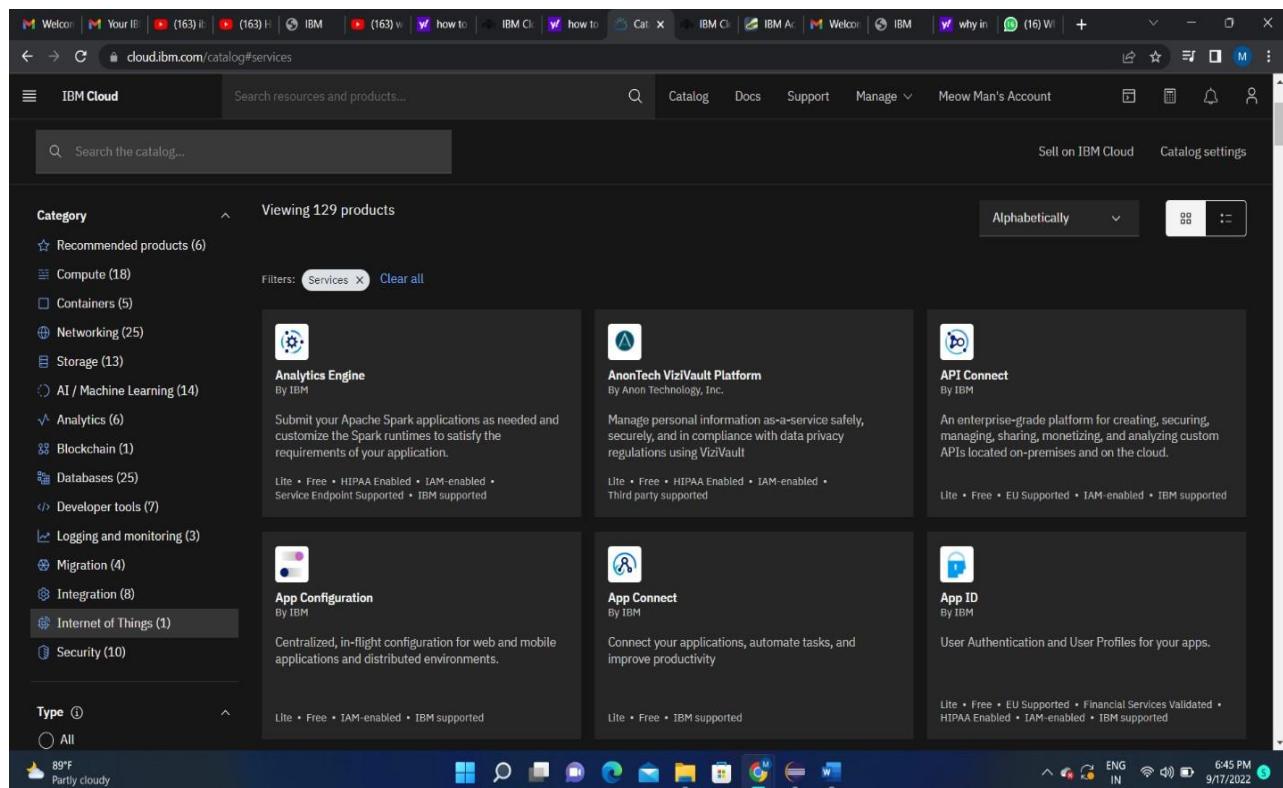 Welcon
Your IB
(163) ib
(163) H
IBM
(163) w
how to
IBM Clo
how to
Cat
IBM Cl
IBM Ac
Welcon
IBM
why in
(16) W
cloud.ibm.com/catalog#services
M
IBM Cloud
Search resources and products...
Catalog
Docs
Support
Manage
Meow Man's Account
Search the catalog...
Sell on IBM Cloud
Catalog settings
Category
Recommended products (6)
Compute (18)
Containers (5)
Networking (25)
Storage (13)
AI / Machine Learning (14)
Analytics (6)
Blockchain (1)
Databases (25)
Developer tools (7)
Logging and monitoring (3)
Migration (4)
Integration (8)
Internet of Things (1)
Security (10)
Type
All
Viewing 129 products
Alphabetically
Filters: Services Clear all
Analytics Engine
By IBM
Submit your Apache Spark applications as needed and
customize the Spark runtimes to satisfy the
requirements of your application.
Lite • Free • HIPAA Enabled • IAM-enabled •
Service Endpoint Supported • IBM supported
AnonTech ViziVault Platform
By Anon Technology, Inc.
Manage personal information as-a-service safely,
securely, and in compliance with data privacy
regulations using ViziVault
Lite • Free • HIPAA Enabled • IAM-enabled •
Third party supported
API Connect
By IBM
An enterprise-grade platform for creating, securing,
managing, sharing, monetizing, and analyzing custom
APIs located on-premises and on the cloud.
Lite • Free • EU Supported • IAM-enabled • IBM supported
App Configuration
By IBM
Centralized, in-flight configuration for web and mobile
applications and distributed environments.
Lite • Free • IAM-enabled • IBM supported
App Connect
By IBM
Connect your applications, automate tasks, and
improve productivity
Lite • Free • IBM supported
App ID
By IBM
User Authentication and User Profiles for your apps.
Lite • Free • EU Supported • Financial Services Validated •
HIPAA Enabled • IAM-enabled • IBM supported
89°F
Partly cloudy
ENG
IN
6:45 PM
9/17/2022